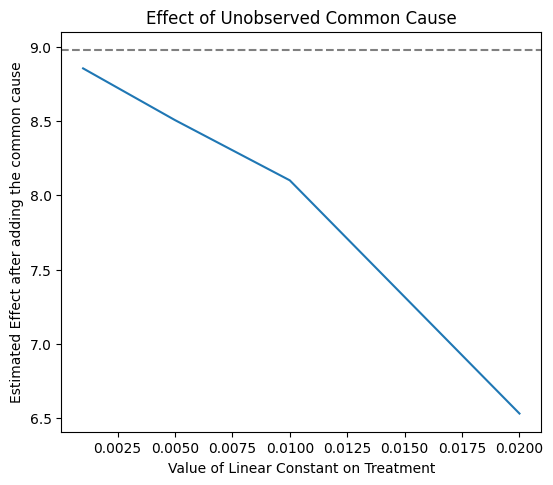 Effect of Unobserved Common Cause
Estimated Effect after adding the common cause
9.0
8.5
8.0
7.5
7.0
6.5
0.0025 0.0050 0.0075 0.0100 0.0125 0.0150 0.0175 0.0200
Value of Linear Constant on Treatment